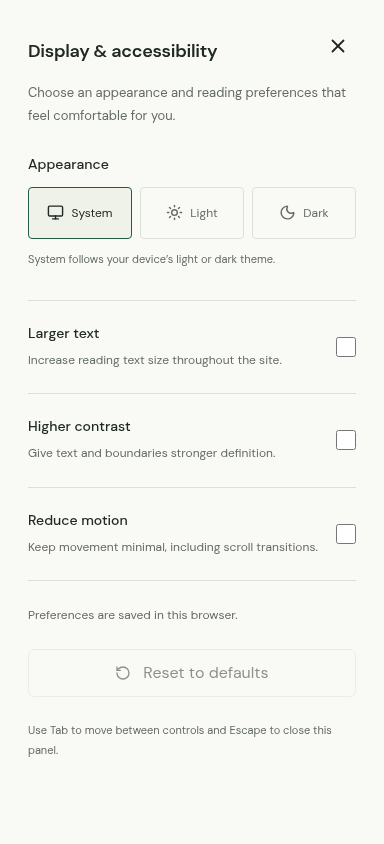 Display & accessibility
Choose an appearance and reading preferences that
feel comfortable for you.
Appearance
System
Light
Dark
System follows your device's light or dark theme.
Larger text
Increase reading text size throughout the site.
Higher contrast
Give text and boundaries stronger definition.
Reduce motion
Keep movement minimal, including scroll transitions.
Preferences are saved in this browser.
Reset to defaults
Use Tab to move between controls and Escape to close this
panel.